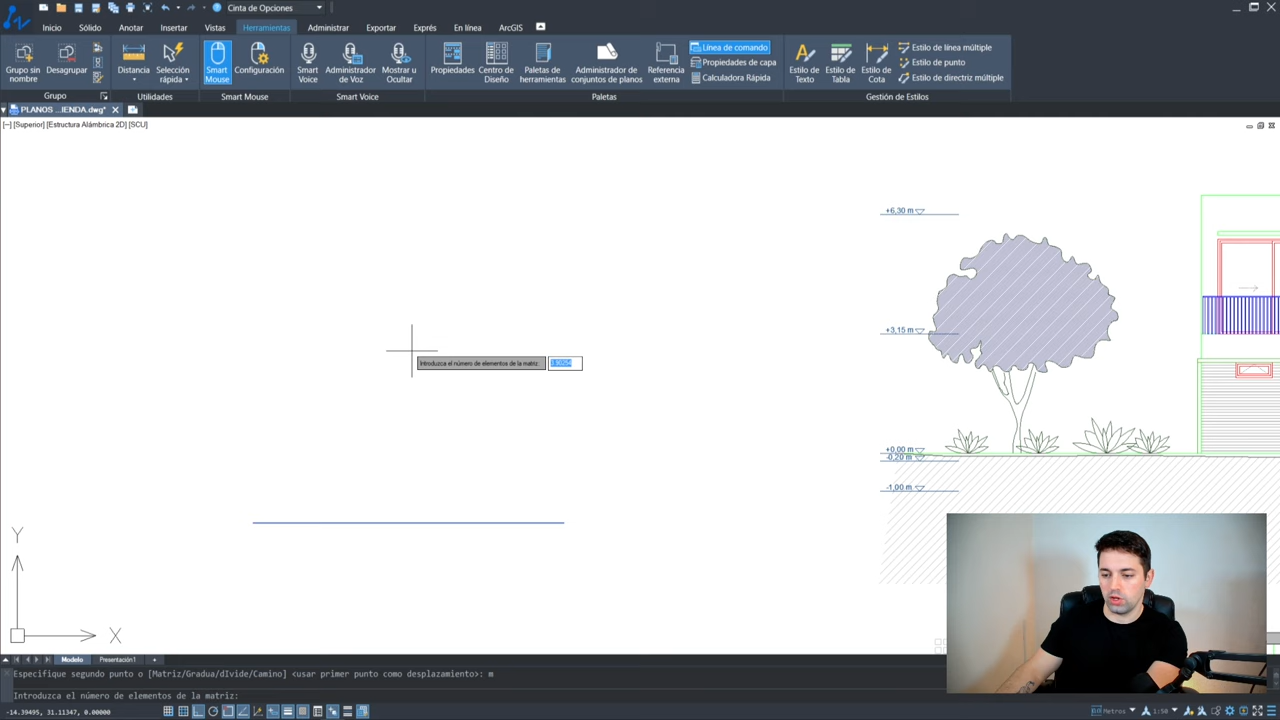 Cinta de Opciones
Inicio Sólido Anotar Insertar Vistas Herramientas Administrar Exportar Exprés En línea ArcGIS
Grupo sin nombre
Desagrupar
Distancia
Selección rápida
Smart Mouse
Configuración
Smart Voice
Administrador de Voz
Mostrar u Ocultar
Propiedades
Centro de Diseño
Paletas de herramientas
Administrador de conjuntos de planos
Referencia externa
Línea de comando
Propiedades de capa
Calculadora Rápida
Estilo de Texto
Estilo de Tabla
Estilo de Cota
Estilo de línea múltiple
Estilo de punto
Estilo de directriz múltiple
Grupo Utilidades Smart Mouse Smart Voice Paletas Gestión de Estilos
PLANOS ...IENDA.dwg*
[−] [Superior] [Estructura Alámbrica 2D] [SCU]
+6,30 m
+3,15 m
Introduzca el número de elementos de la matriz:
+0,00 m
-0,20 m
-1,00 m
Y
X
Modelo Presentación1 +
Especifique segundo punto o [Matriz/Gradua/dIvide/Camino] <usar primer punto como desplazamiento>: m
Introduzca el número de elementos de la matriz:
-14.39495, 31.11347, 0.00000
Metros 1:50